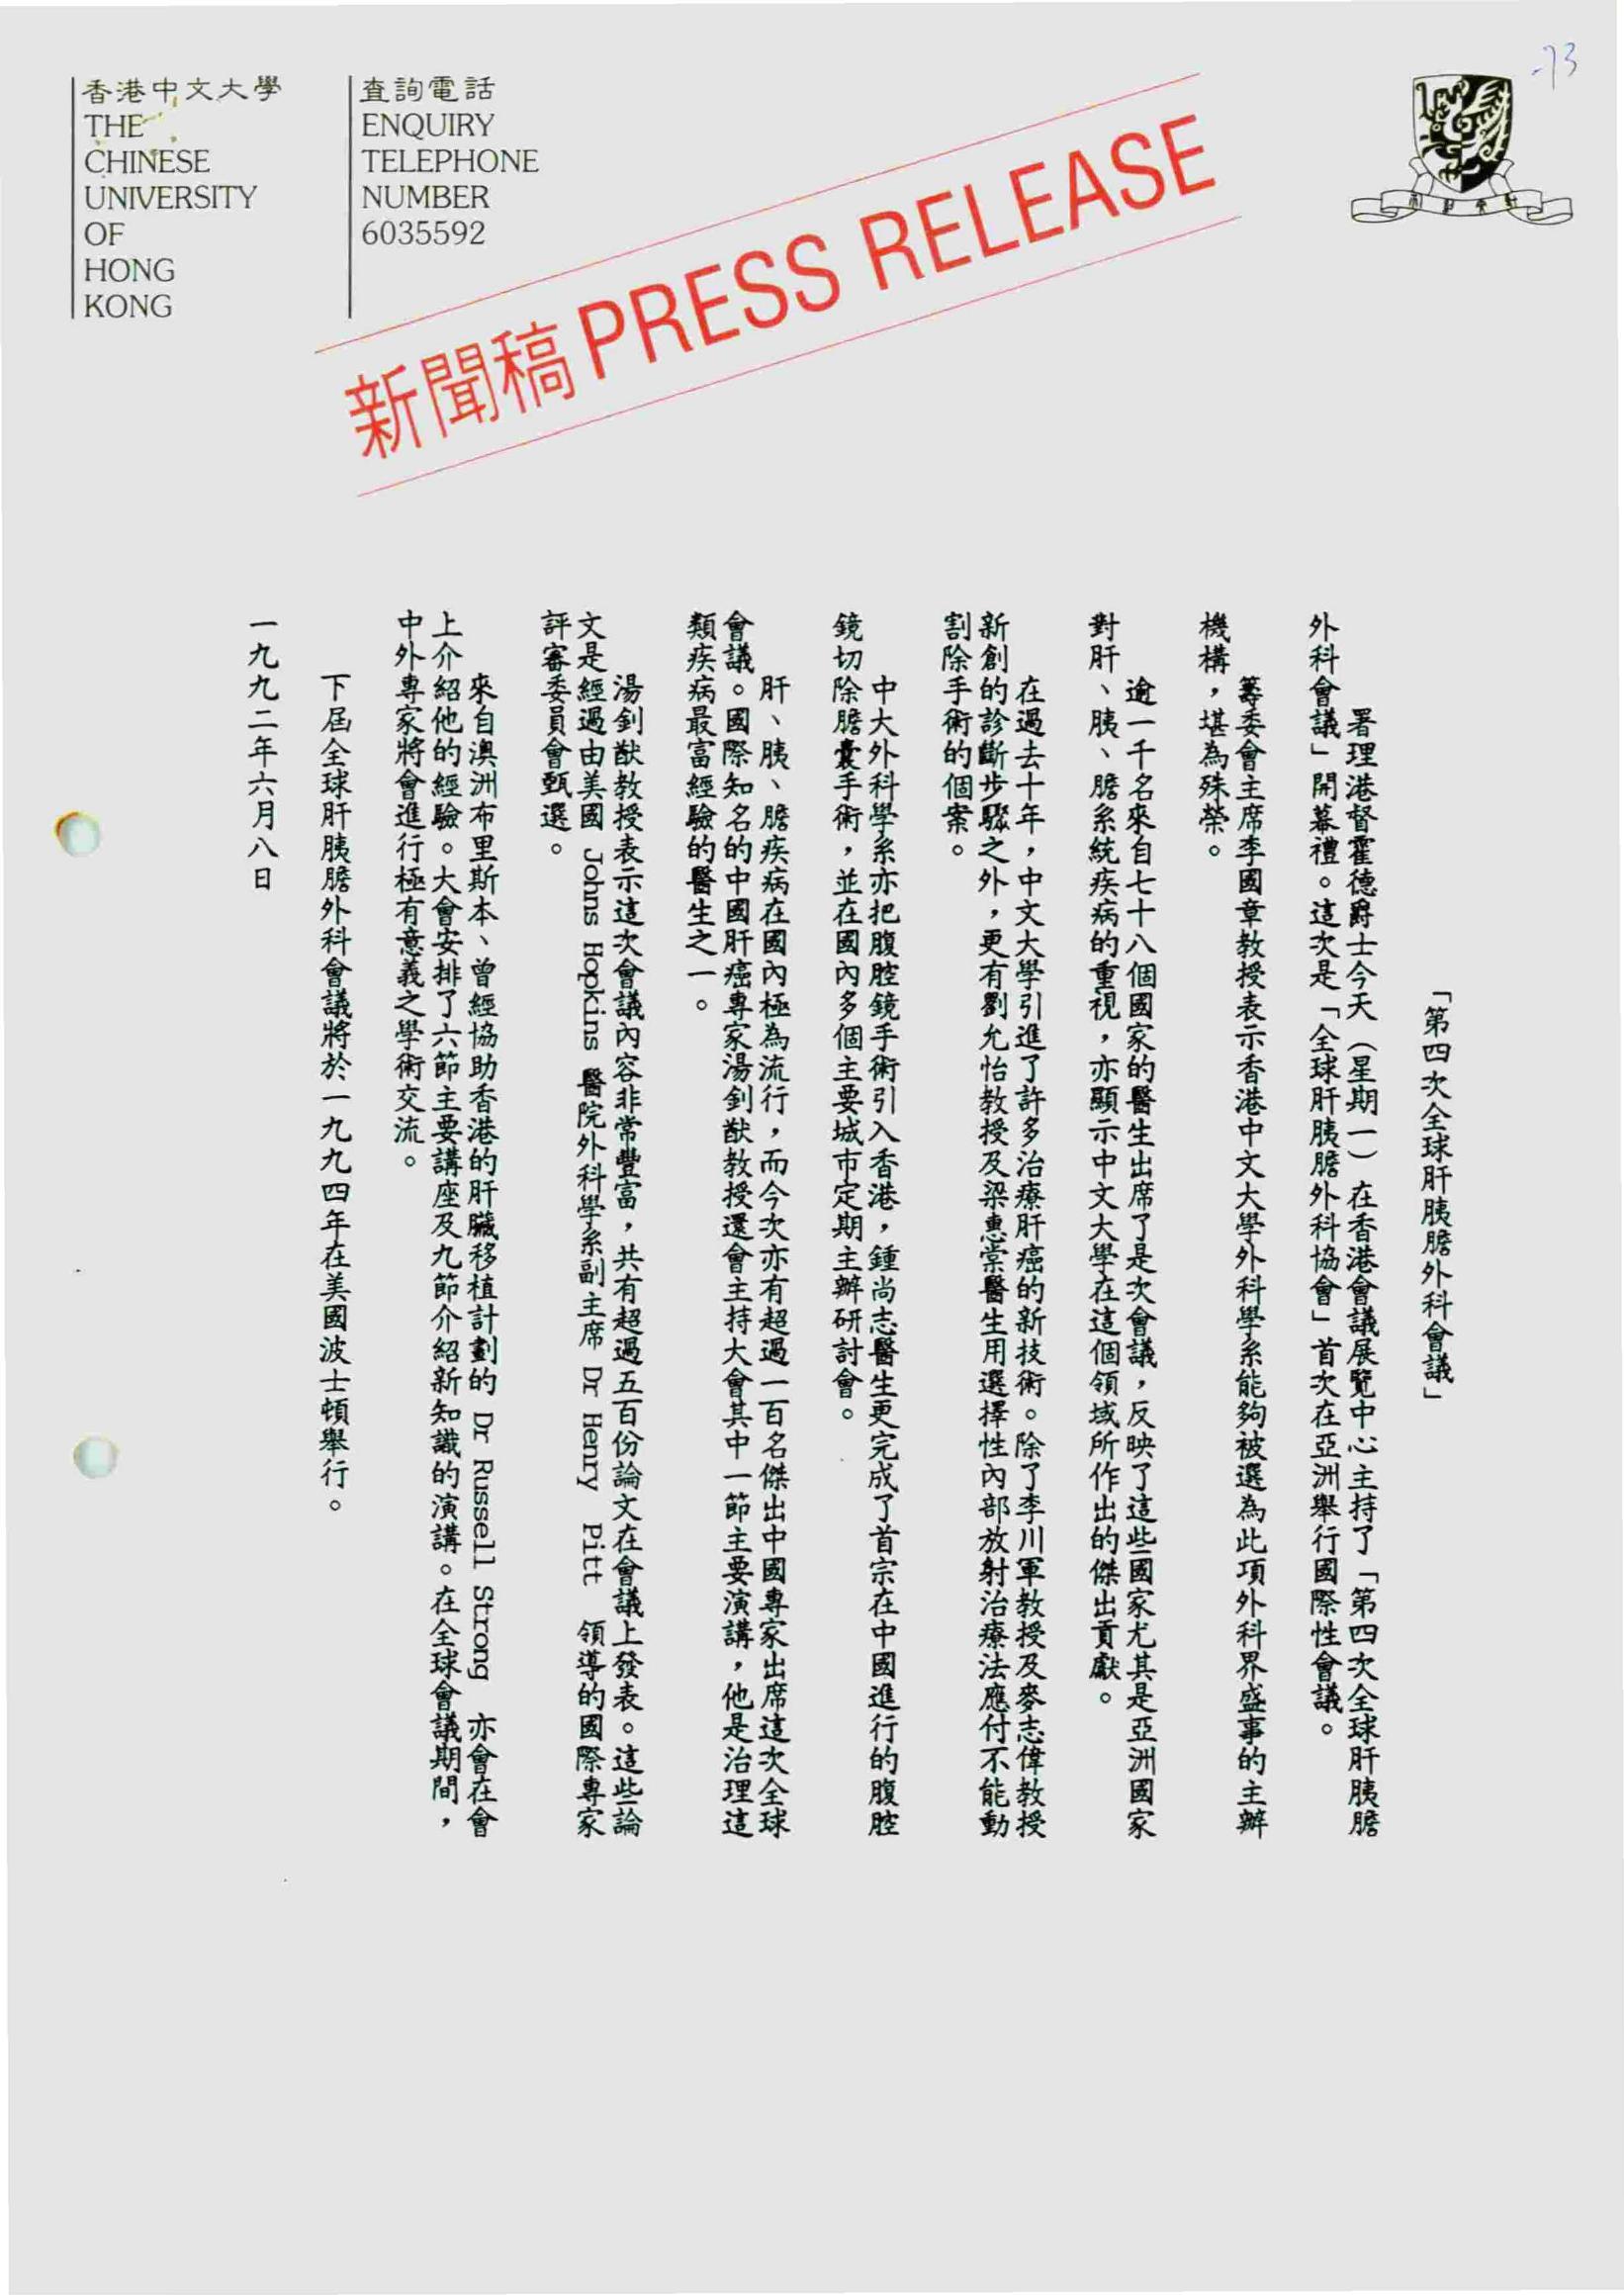 香港中文大學
THE
CHINESE
UNIVERSITY
OF
HONG
KONG
查詢電話
ENQUIRY
TELEPHONE
NUMBER
6035592
新聞稿 PRESS RELEASE
-73
「第四次全球肝胰膽外科會議」
署理港督霍德爵士今天（星期一）在香港會議展覽中心主持了「第四次全球肝胰膽
外科會議」開幕禮。這次是「全球肝胰膽外科協會」首次在亞洲舉行國際性會議。
籌委會主席李國章教授表示香港中文大學外科學系能夠被選為此項外科界盛事的主辦
機構，堪為殊榮。
逾一千名來自七十八個國家的醫生出席了是次會議，反映了這些國家尤其是亞洲國家
對肝、胰、膽系統疾病的重視，亦顯示中文大學在這個領域所作出的傑出貢獻。
在過去十年，中文大學引進了許多治療肝癌的新技術。除了李川軍教授及麥志偉教授
新創的診斷步驟之外，更有劉允怡教授及梁惠棠醫生用選擇性內部放射治療法應付不能動
割除手術的個案。
中大外科學系亦把腹腔鏡手術引入香港，鍾尚志醫生更完成了首宗在中國進行的腹腔
鏡切除膽囊手術，並在國內多個主要城市定期主辦研討會。
肝、胰、膽疾病在國內極為流行，而今次亦有超過一百名傑出中國專家出席這次全球
會議。國際知名的中國肝癌專家湯釗猷教授還會主持大會其中一節主要演講，他是治理這
類疾病最富經驗的醫生之一。
湯釗猷教授表示這次會議內容非常豐富，共有超過五百份論文在會議上發表。這些論
文是經過由美國 Johns Hopkins 醫院外科學系副主席 Dr Henry Pitt 領導的國際專家
評審委員會甄選。
來自澳洲布里斯本、曾經協助香港的肝臟移植計劃的 Dr Russell Strong 亦會在會
上介紹他的經驗。大會安排了六節主要講座及九節介紹新知識的演講。在全球會議期間，
中外專家將會進行極有意義之學術交流。
下屆全球肝胰膽外科會議將於一九九四年在美國波士頓舉行。
一九九二年六月八日